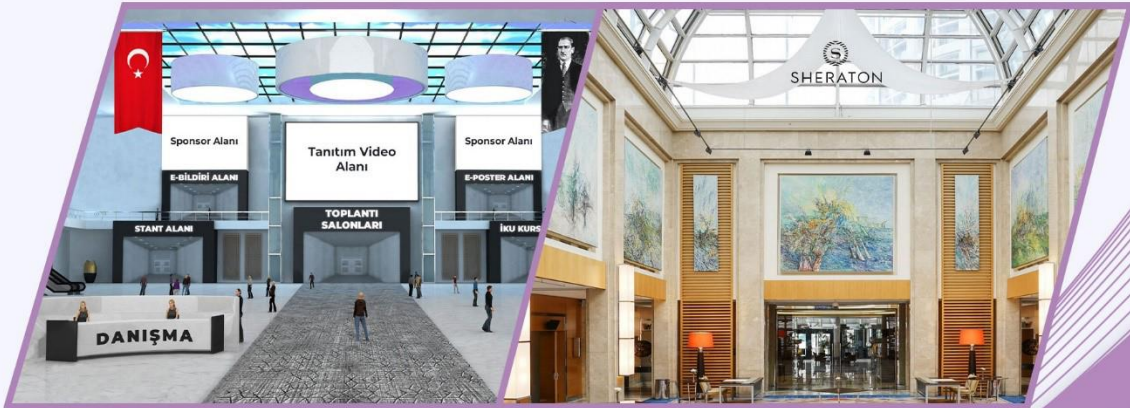 Sponsor Alanı
Tanıtım Video
Alanı
Sponsor Alanı
E-BİLDİRİ ALANI
E-POSTER ALANI
STANT ALANI
TOPLANTI
SALONLARI
İKU KURS
DANIŞMA
S
SHERATON